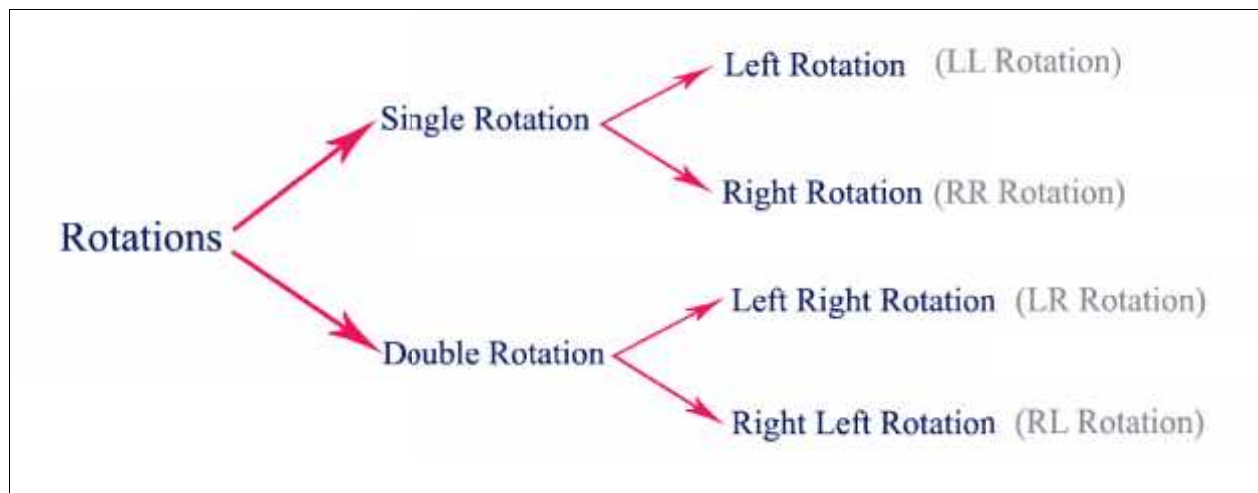 Left Rotation (LL Rotation)
Single Rotation
Right Rotation (RR Rotation)
Rotations
Left Right Rotation (LR Rotation)
Double Rotation
Right Left Rotation (RL Rotation)